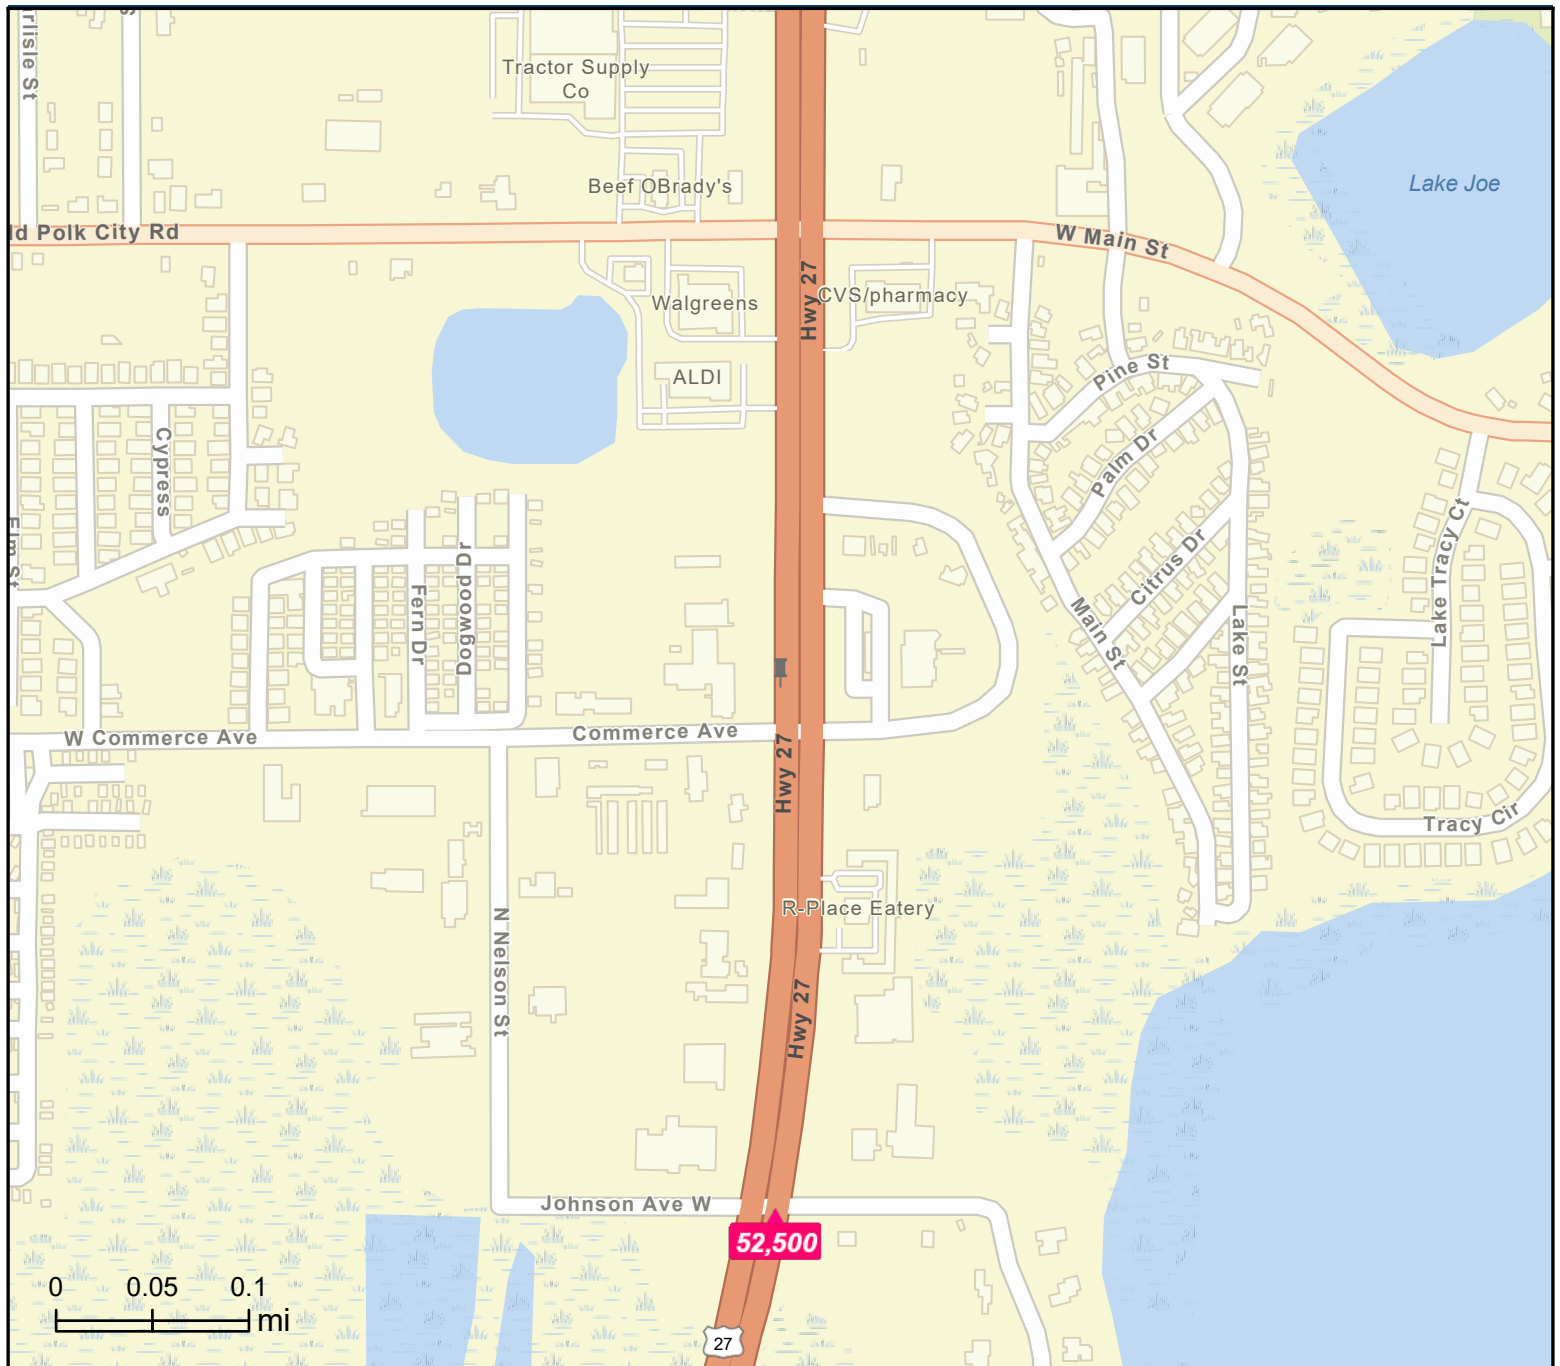 Tractor Supply
Co
Beef OBrady's
Lake Joe
ld Polk City Rd
W Main St
Hwy 27
Walgreens
CVS/pharmacy
ALDI
Pine St
Palm Dr
Cypress
Citrus Dr
Lake Tracy Ct
Elm St
Fern Dr
Dogwood Dr
Main St
Lake St
W Commerce Ave
Commerce Ave
Hwy 27
Tracy Cir
R-Place Eatery
N Nelson St
Hwy 27
Johnson Ave W
52,500
0 0.05 0.1
mi
27